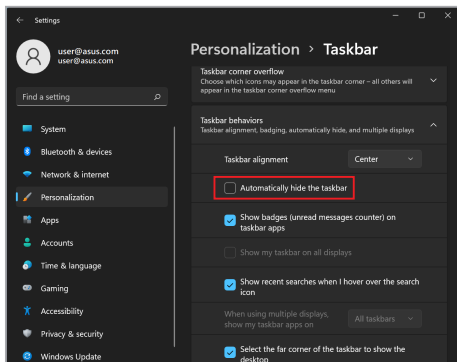 Settings
user@asus.com
user@asus.com
Find a setting
System
Bluetooth & devices
Network & internet
Personalization
Apps
Accounts
Time & language
Gaming
Accessibility
Privacy & security
Windows Update
Personalization > Taskbar
Taskbar corner overflow
Choose which icons may appear in the taskbar corner – all others will
appear in the taskbar corner overflow menu
Taskbar behaviors
Taskbar alignment, badging, automatically hide, and multiple displays
Taskbar alignment
Center
Automatically hide the taskbar
Show badges (unread messages counter) on
taskbar apps
Show my taskbar on all displays
Show recent searches when I hover over the search
icon
When using multiple displays,
show my taskbar apps on
All taskbars
Select the far corner of the taskbar to show the
desktop